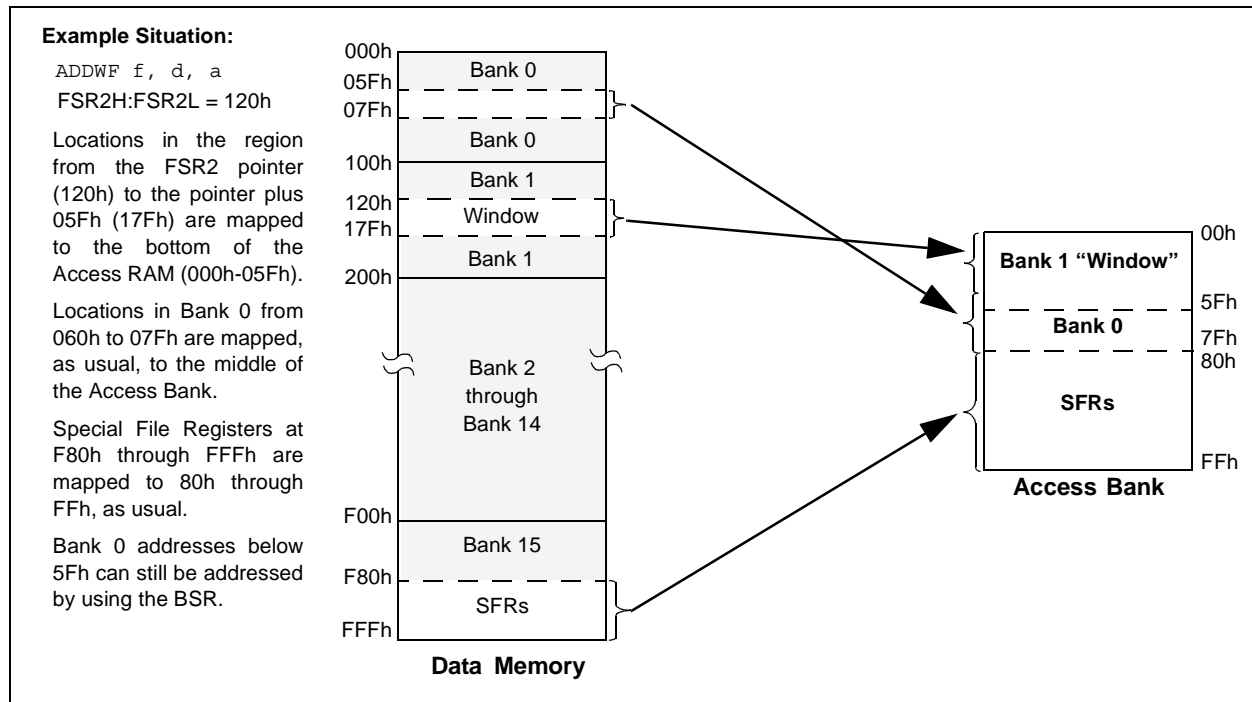 Example Situation:
ADDWF f, d, a
FSR2H:FSR2L = 120h
Locations in the region
from the FSR2 pointer
(120h) to the pointer plus
05Fh (17Fh) are mapped
to the bottom of the
Access RAM (000h-05Fh).
Locations in Bank 0 from
060h to 07Fh are mapped,
as usual, to the middle of
the Access Bank.
Special File Registers at
F80h through FFFh are
mapped to 80h through
FFh, as usual.
Bank 0 addresses below
5Fh can still be addressed
by using the BSR.
000h
Bank 0
05Fh
07Fh
Bank 0
100h
Bank 1
120h
Window
17Fh
Bank 1
200h
Bank 2
through
Bank 14
F00h
Bank 15
F80h
SFRs
FFFh
Data Memory
00h
Bank 1 “Window”
5Fh
Bank 0
7Fh
80h
SFRs
FFh
Access Bank